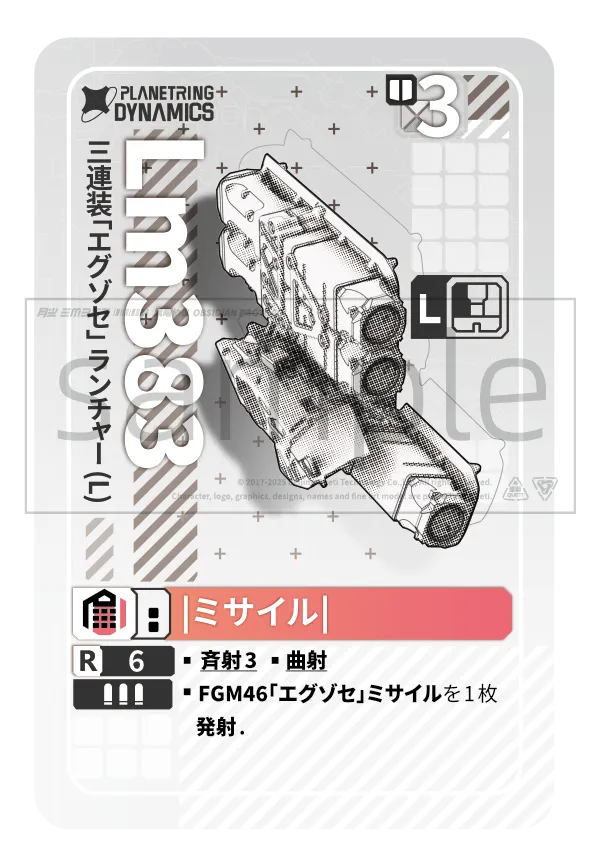 PLANETRING
DYNAMICS
3
Lm383
三連装「エグゾセ」ランチャー(L)
L
sample
|ミサイル|
R 6
▪ 斉射3 ▪ 曲射
▪ FGM46「エグゾセ」ミサイルを1枚
発射.